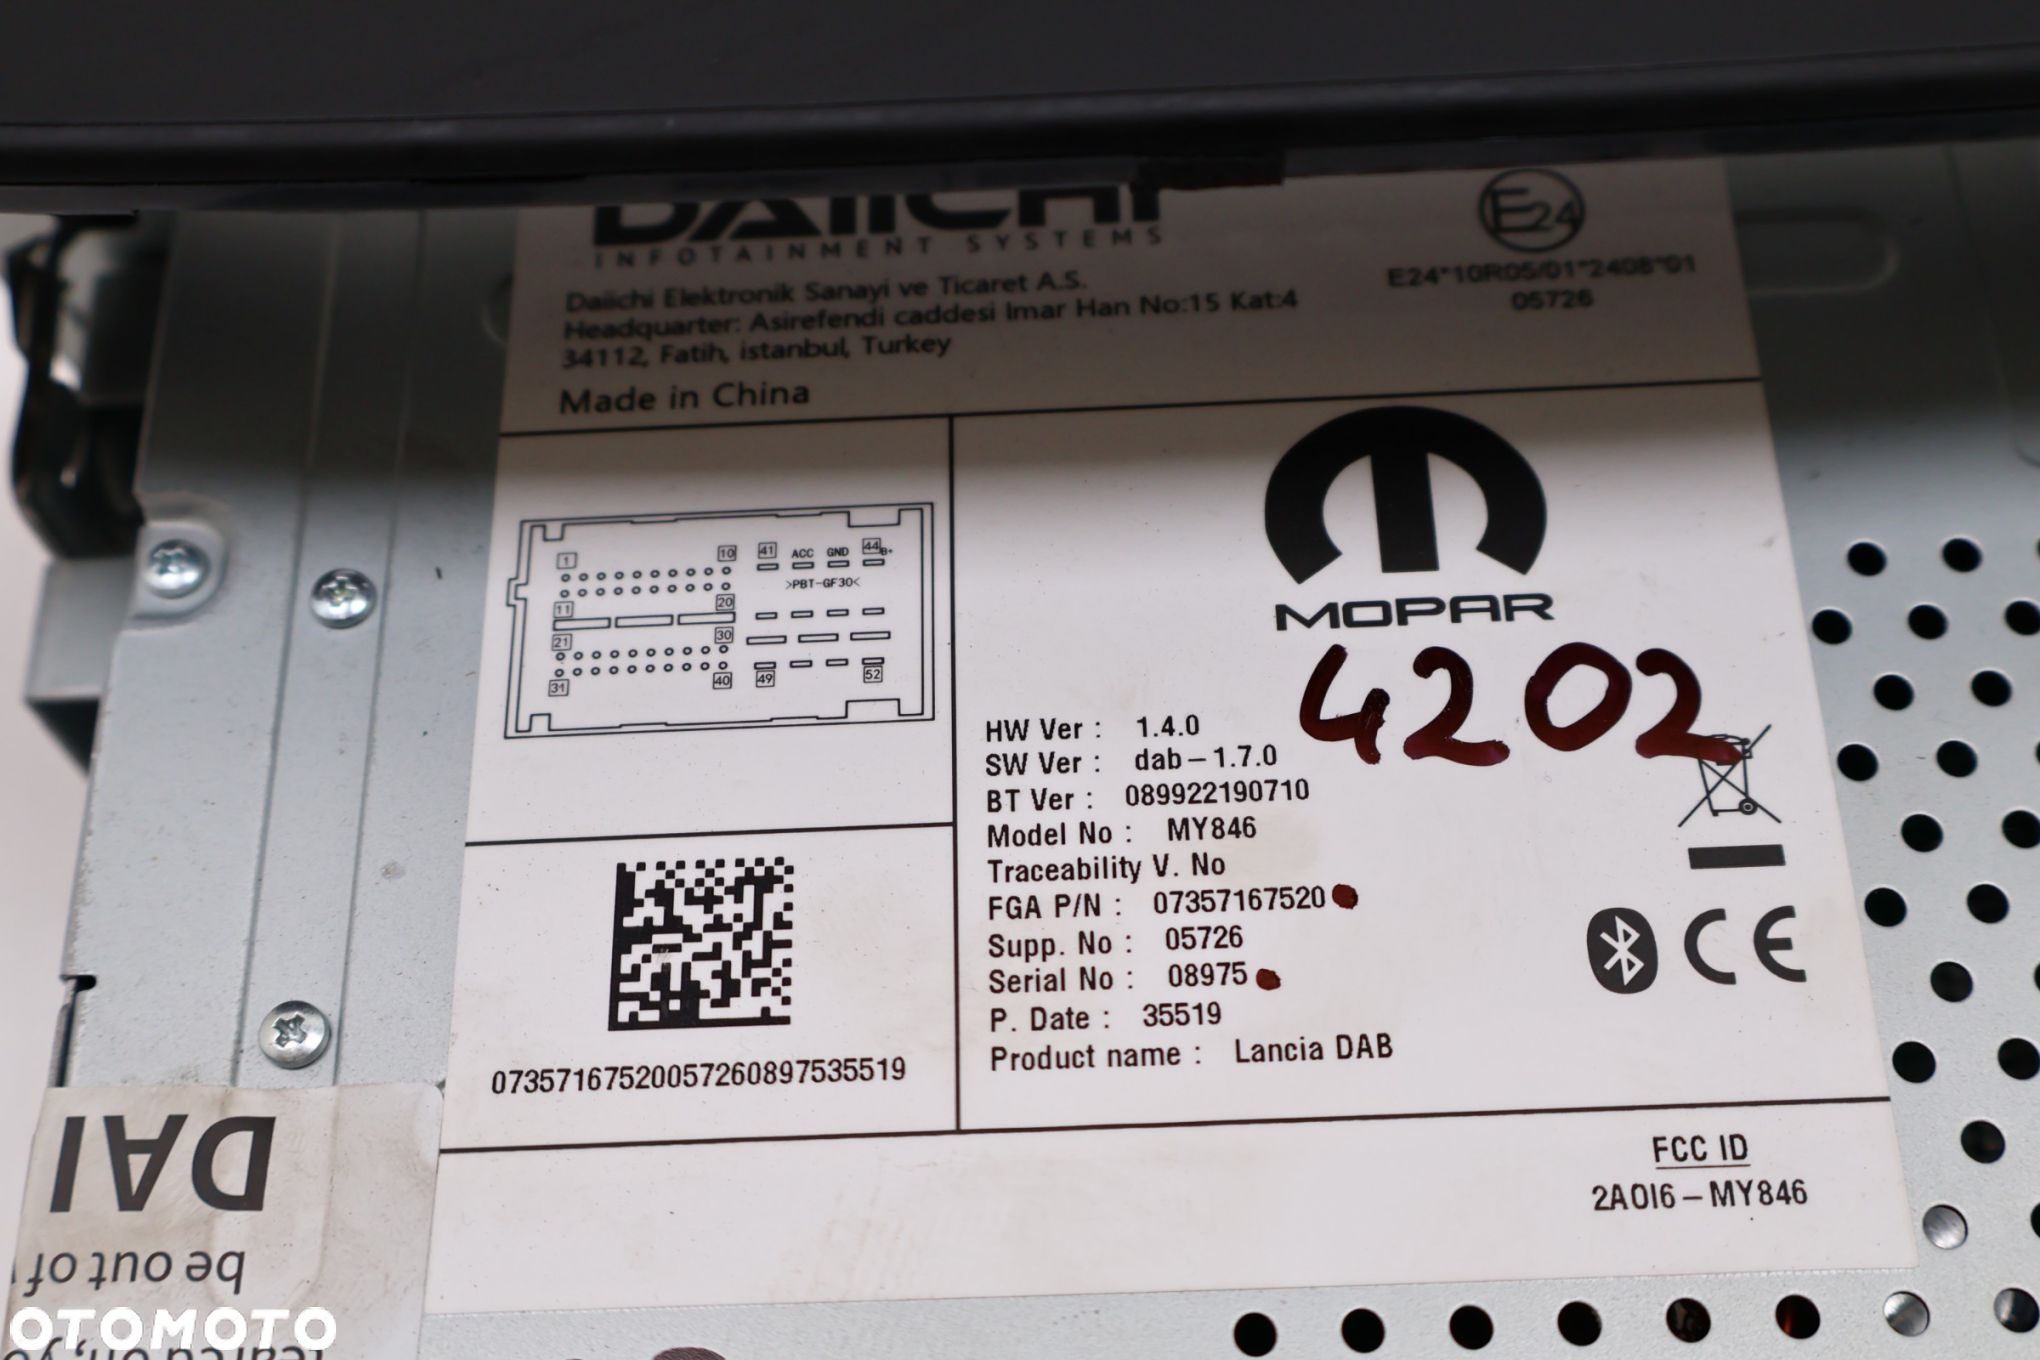 DAIICHI
INFOTAINMENT SYSTEMS
E24
E24*10R05/01*2408*01
05726
Daiichi Elektronik Sanayi ve Ticaret A.S.
Headquarter: Asirefendi caddesi Imar Han No:15 Kat:4
34112, Fatih, istanbul, Turkey
Made in China
1 10 41 ACC GND 44 B+
>PBT-GF30<
11 20
21 30
31 40 49 52
MOPAR
4202
HW Ver : 1.4.0
SW Ver : dab-1.7.0
BT Ver : 089922190710
Model No : MY846
Traceability V. No
FGA P/N : 07357167520
Supp. No : 05726
Serial No : 08975
P. Date : 35519
Product name : Lancia DAB
CE
07357167520057260897535519
FCC ID
2AOI6-MY846
DAI
be out of
OTOMOTO